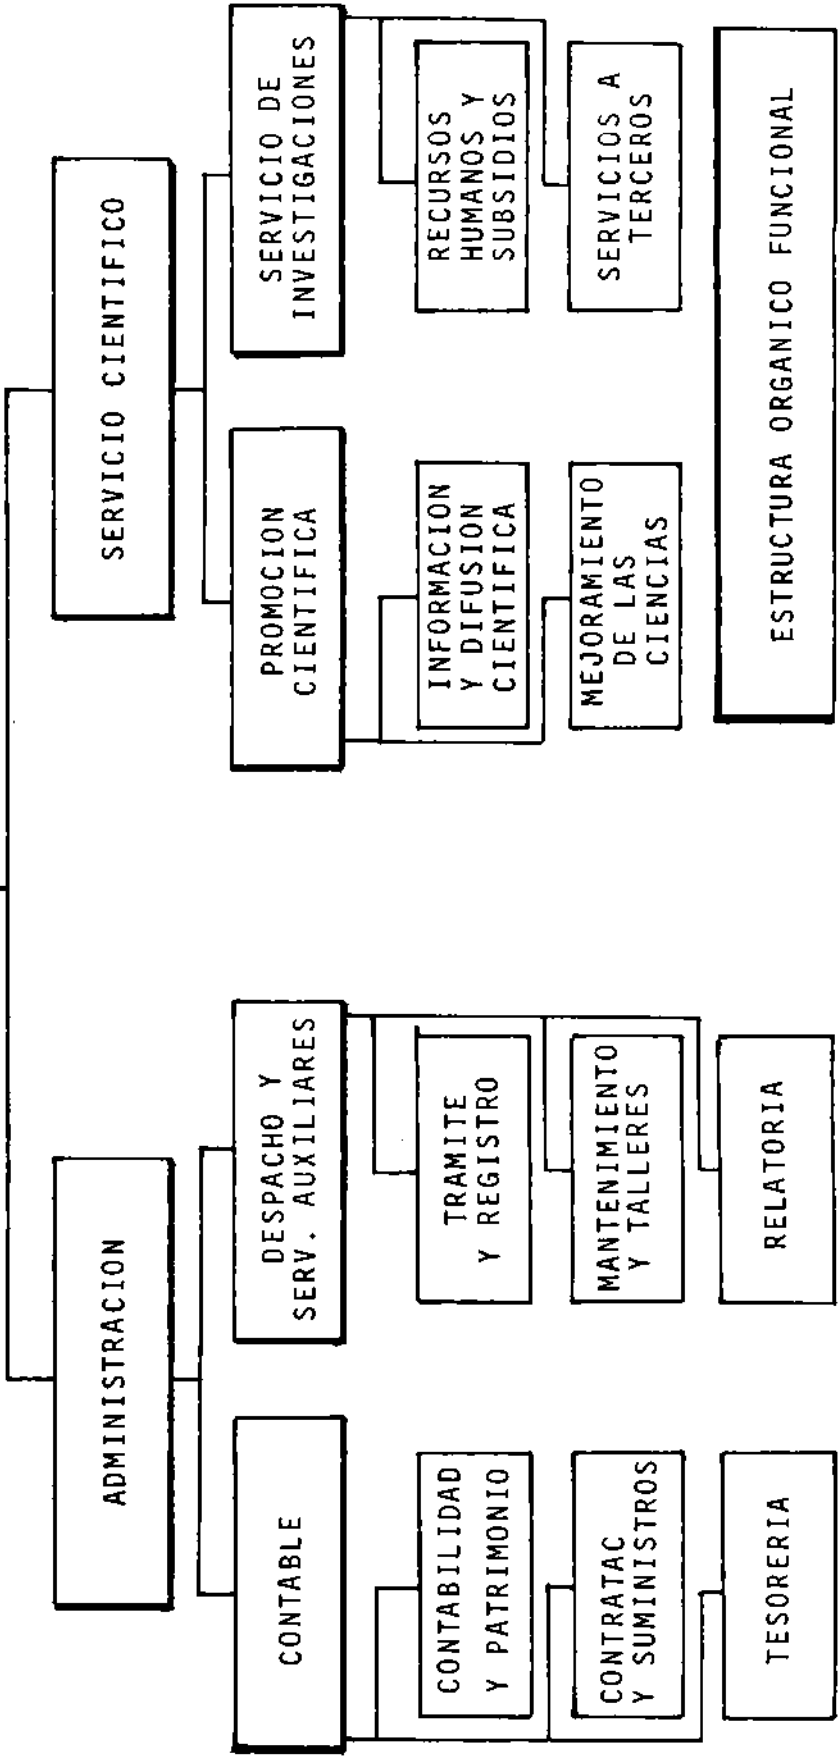 ADMINISTRACION
SERVICIO CIENTIFICO
CONTABLE
DESPACHO Y
SERV. AUXILIARES
PROMOCION
CIENTIFICA
SERVICIO DE
INVESTIGACIONES
CONTABILIDAD
Y PATRIMONIO
TRAMITE
Y REGISTRO
INFORMACION
Y DIFUSION
CIENTIFICA
RECURSOS
HUMANOS Y
SUBSIDIOS
CONTRATAC
Y SUMINISTROS
MANTENIMIENTO
Y TALLERES
MEJORAMIENTO
DE LAS
CIENCIAS
SERVICIOS A
TERCEROS
TESORERIA
RELATORIA
ESTRUCTURA ORGANICO FUNCIONAL